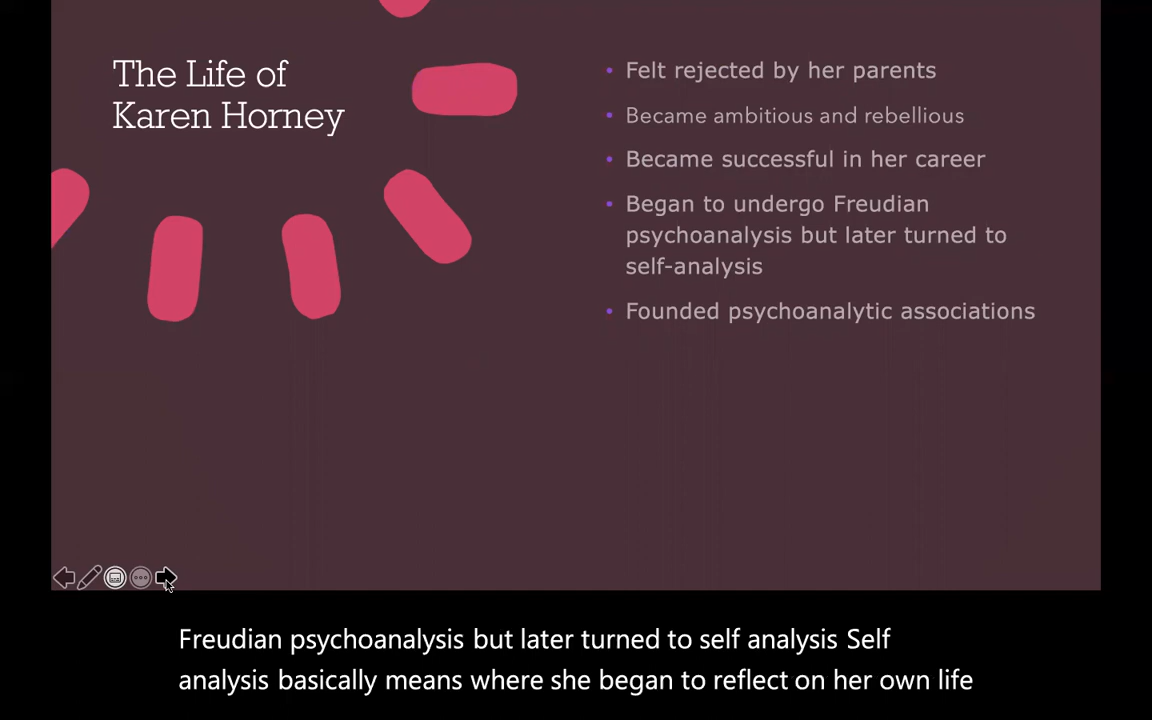 The Life of
Karen Horney
• Felt rejected by her parents
• Became ambitious and rebellious
• Became successful in her career
• Began to undergo Freudian
psychoanalysis but later turned to
self-analysis
• Founded psychoanalytic associations
Freudian psychoanalysis but later turned to self analysis Self
analysis basically means where she began to reflect on her own life